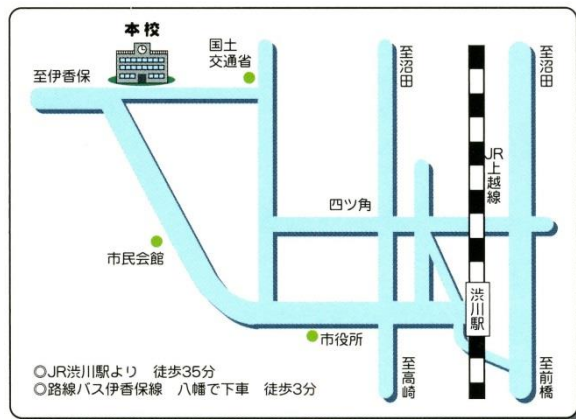 本校
国土
交通省
至伊香保
至沼田
至沼田
JR上越線
四ツ角
市民会館
渋川駅
市役所
至高崎
至前橋
◎JR渋川駅より 徒歩35分
◎路線バス伊香保線 八幡で下車 徒歩3分